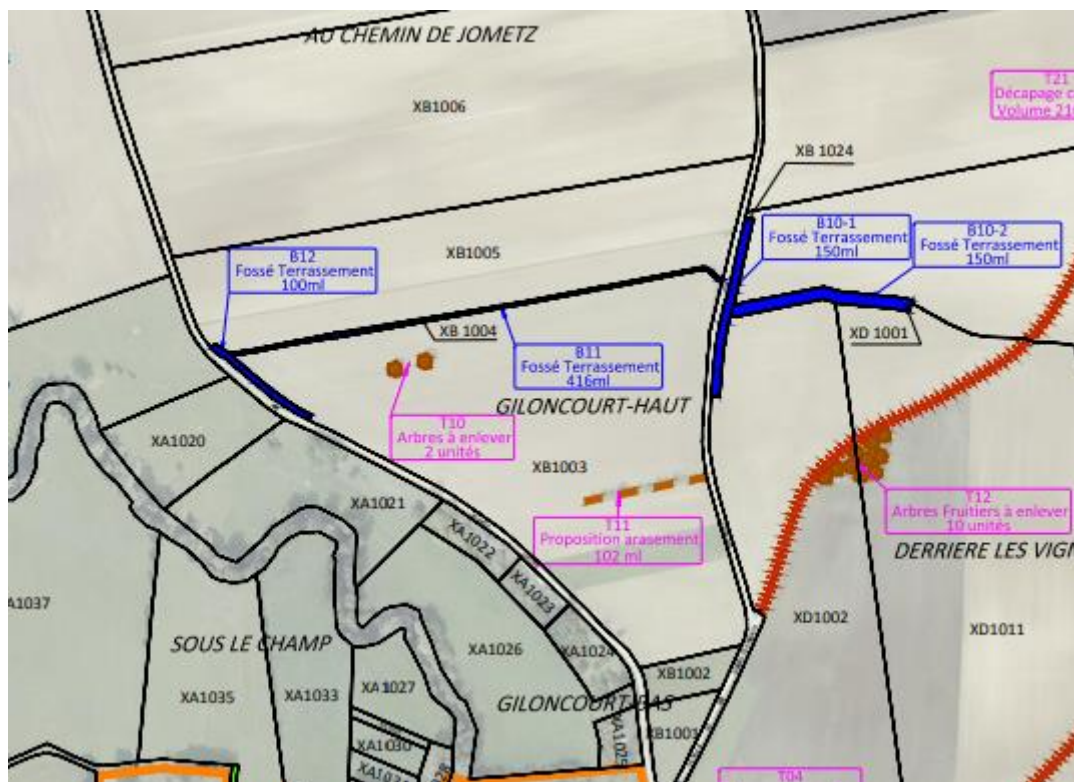 AU CHEMIN DE JOMETZ
T21
Décapage
Volume
XB1006
XB 1024
B10-1
Fossé Terrassement
150ml
B10-2
Fossé Terrassement
150ml
B12
Fossé Terrassement
100ml
XB1005
XB 1004
XD 1001
B11
Fossé Terrassement
416ml
GILONCOURT-HAUT
T10
Arbres à enlever
2 unités
XA1020
XB1003
XA1021
T11
Proposition arasement
102 ml
T12
Arbres Fruitiers à enlever
10 unités
XA1022
DERRIERE LES
XA1023
A1037
XD1002
XD1011
SOUS LE CHAMP
XA1026
XA1024
XB1002
XA1035
XA1033
XA1027
GILONCOURT-BAS
XA1025
XB1001
XA1030
T04